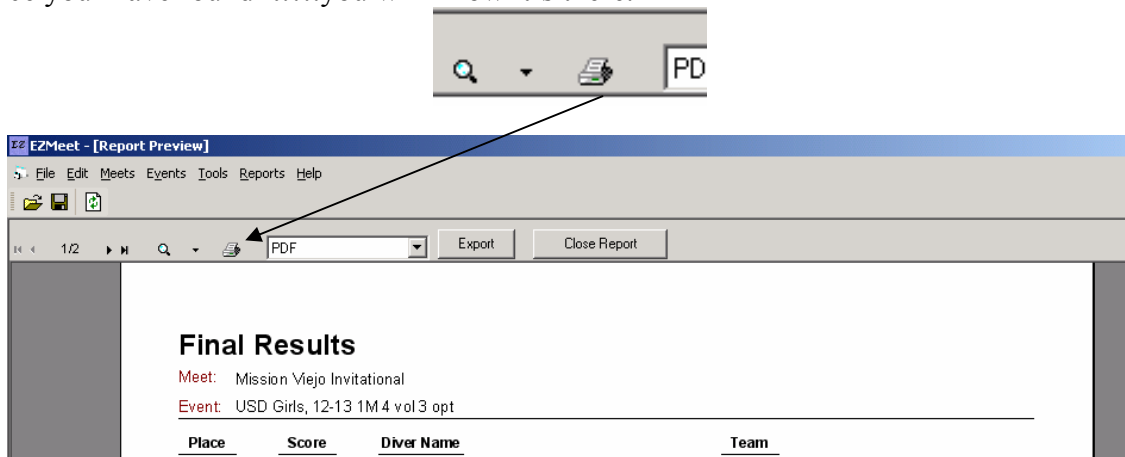 PD
EZ EZMeet - [Report Preview]
File Edit Meets Events Tools Reports Help
1/2 PDF Export Close Report
Final Results
Meet: Mission Viejo Invitational
Event: USD Girls, 12-13 1M 4 vol 3 opt
Place Score Diver Name Team